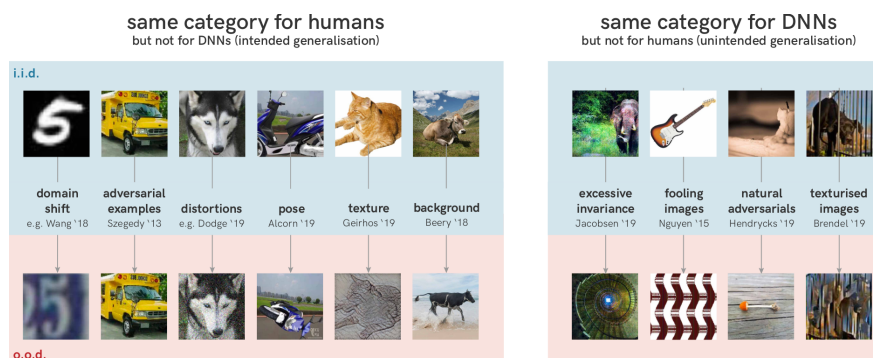 same category for humans
but not for DNNs (intended generalisation)
same category for DNNs
but not for humans (unintended generalisation)
i.i.d.
domain shift
e.g. Wang '18
adversarial examples
Szegedy '13
distortions
e.g. Dodge '19
pose
Alcorn '19
texture
Geirhos '19
background
Beery '18
excessive invariance
Jacobsen '19
fooling images
Nguyen '15
natural adversarials
Hendrycks '19
texturised images
Brendel '19
o.o.d.